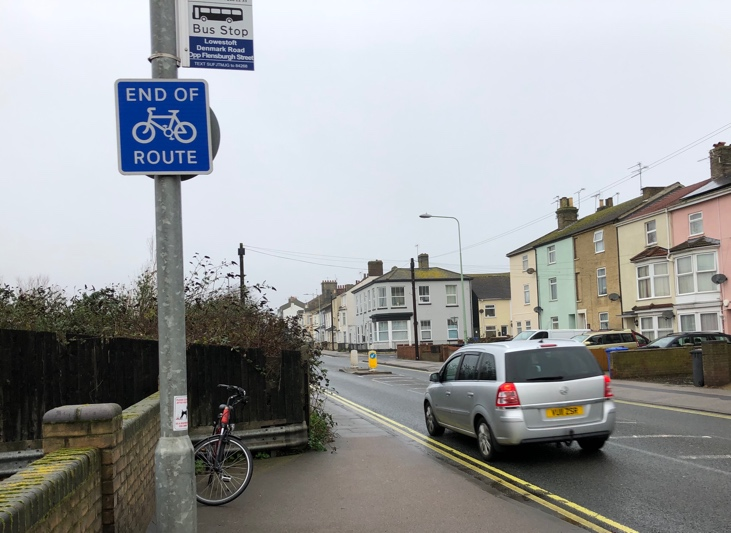 Bus Stop
Lowestoft
Denmark Road
Opp Flensburgh Street
END OF
ROUTE